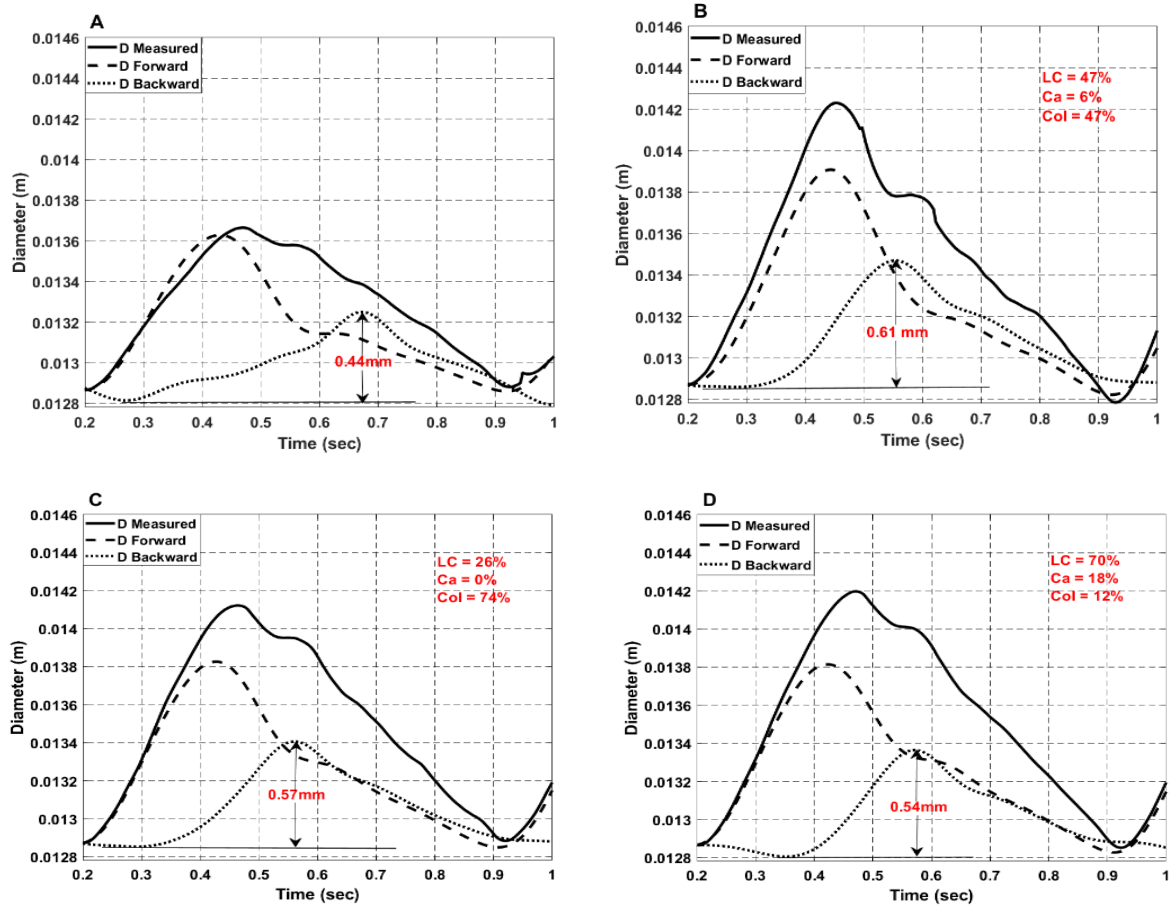 A
0.0146
0.0144
0.0142
0.014
0.0138
0.0136
0.0134
0.0132
0.013
0.0128
Diameter (m)
D Measured
D Forward
D Backward
0.44mm
0.2 0.3 0.4 0.5 0.6 0.7 0.8 0.9 1
Time (sec)
B
0.0146
0.0144
0.0142
0.014
0.0138
0.0136
0.0134
0.0132
0.013
0.0128
Diameter (m)
D Measured
D Forward
D Backward
LC = 47%
Ca = 6%
Col = 47%
0.61 mm
0.2 0.3 0.4 0.5 0.6 0.7 0.8 0.9 1
Time (sec)
C
0.0146
0.0144
0.0142
0.014
0.0138
0.0136
0.0134
0.0132
0.013
0.0128
Diameter (m)
D Measured
D Forward
D Backward
LC = 26%
Ca = 0%
Col = 74%
0.57mm
0.2 0.3 0.4 0.5 0.6 0.7 0.8 0.9 1
Time (sec)
D
0.0146
0.0144
0.0142
0.014
0.0138
0.0136
0.0134
0.0132
0.013
0.0128
Diameter (m)
D Measured
D Forward
D Backward
LC = 70%
Ca = 18%
Col = 12%
0.54mm
0.2 0.3 0.4 0.5 0.6 0.7 0.8 0.9 1
Time (sec)